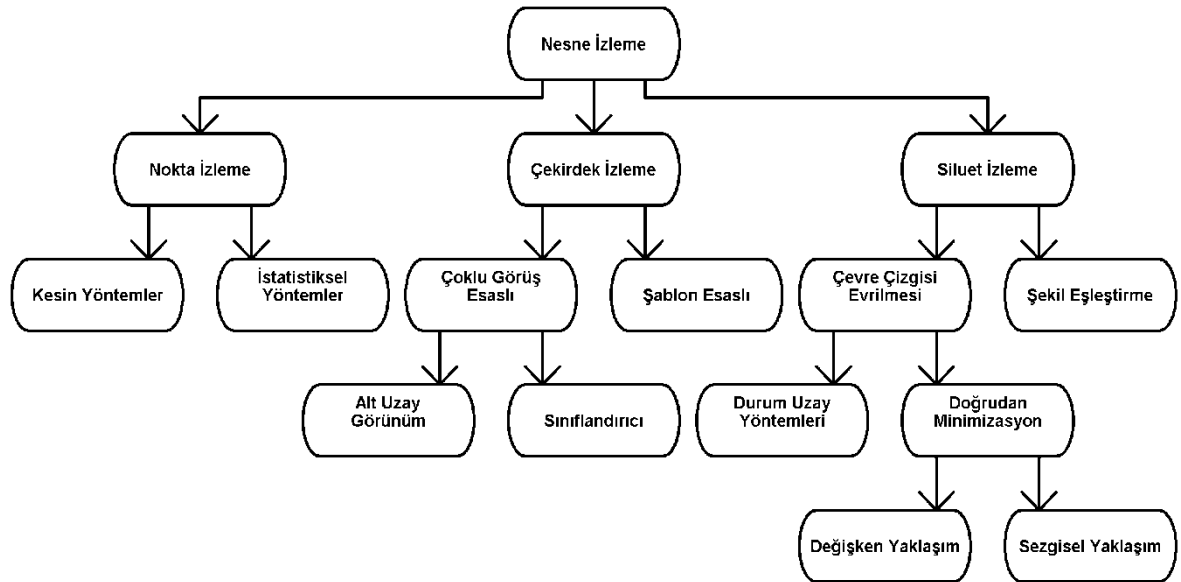 Nesne İzleme
Nokta İzleme
Çekirdek İzleme
Siluet İzleme
Kesin Yöntemler
İstatistiksel
Yöntemler
Çoklu Görüş
Esaslı
Şablon Esaslı
Çevre Çizgisi
Evrilmesi
Şekil Eşleştirme
Alt Uzay
Görünüm
Sınıflandırıcı
Durum Uzay
Yöntemleri
Doğrudan
Minimizasyon
Değişken Yaklaşım
Sezgisel Yaklaşım